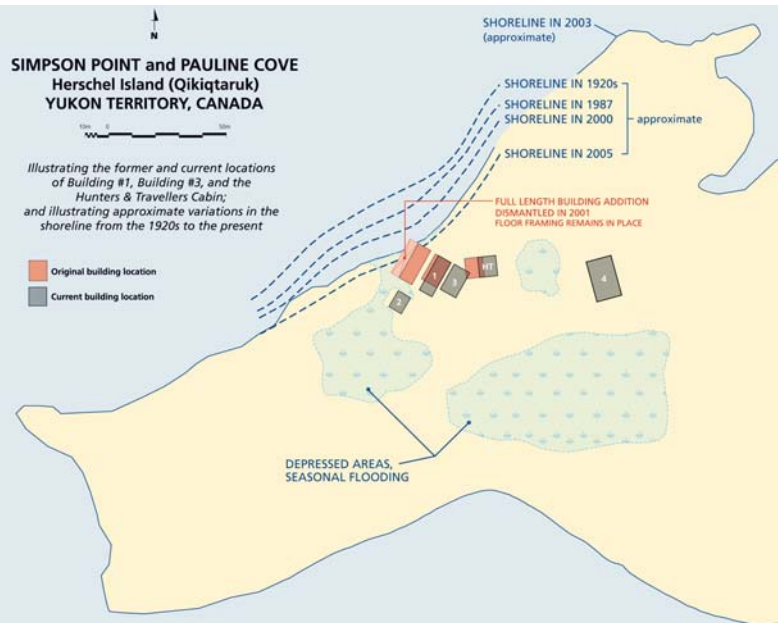 N
SIMPSON POINT and PAULINE COVE
Herschel Island (Qikiqtaruk)
YUKON TERRITORY, CANADA
10m 0 50m
Illustrating the former and current locations
of Building #1, Building #3, and the
Hunters & Travellers Cabin;
and illustrating approximate variations in the
shoreline from the 1920s to the present
Original building location
Current building location
SHORELINE IN 2003
(approximate)
SHORELINE IN 1920s
SHORELINE IN 1987
SHORELINE IN 2000
approximate
SHORELINE IN 2005
FULL LENGTH BUILDING ADDITION
DISMANTLED IN 2001
FLOOR FRAMING REMAINS IN PLACE
1
3
HT
2
4
DEPRESSED AREAS,
SEASONAL FLOODING